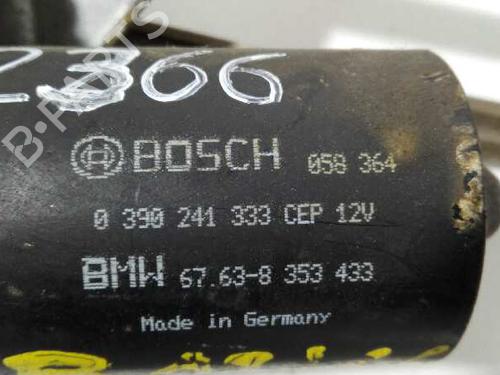 2366
BOSCH 058 364
0 390 241 333 CEP 12V
BMW 67.63-8 353 433
Made in Germany
B-PARTS